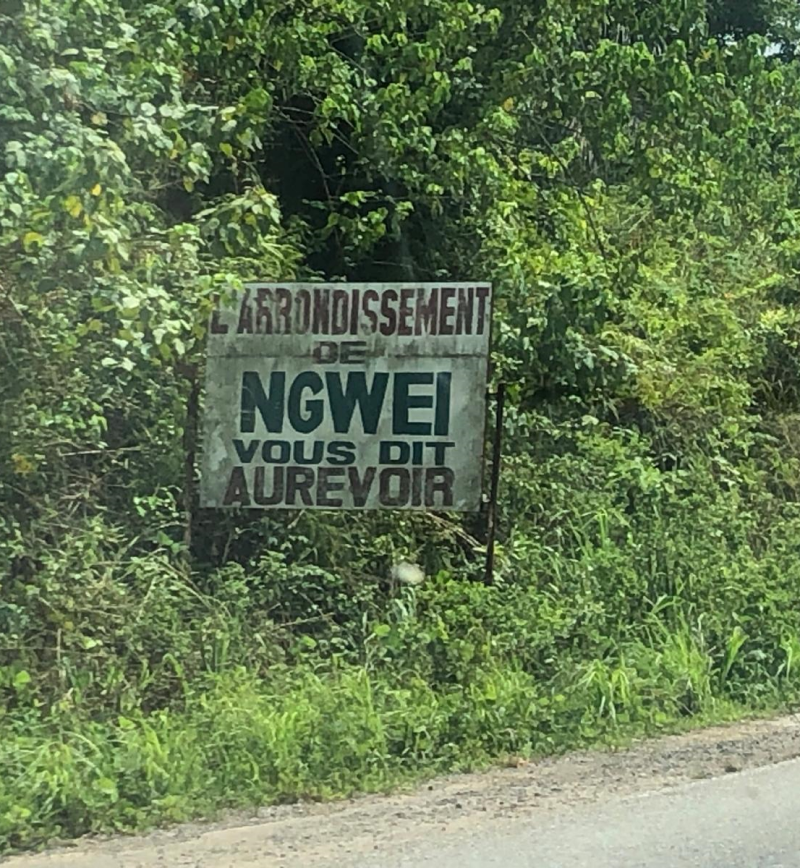 L'ARRONDISSEMENT
DE
NGWEI
VOUS DIT
AUREVOIR